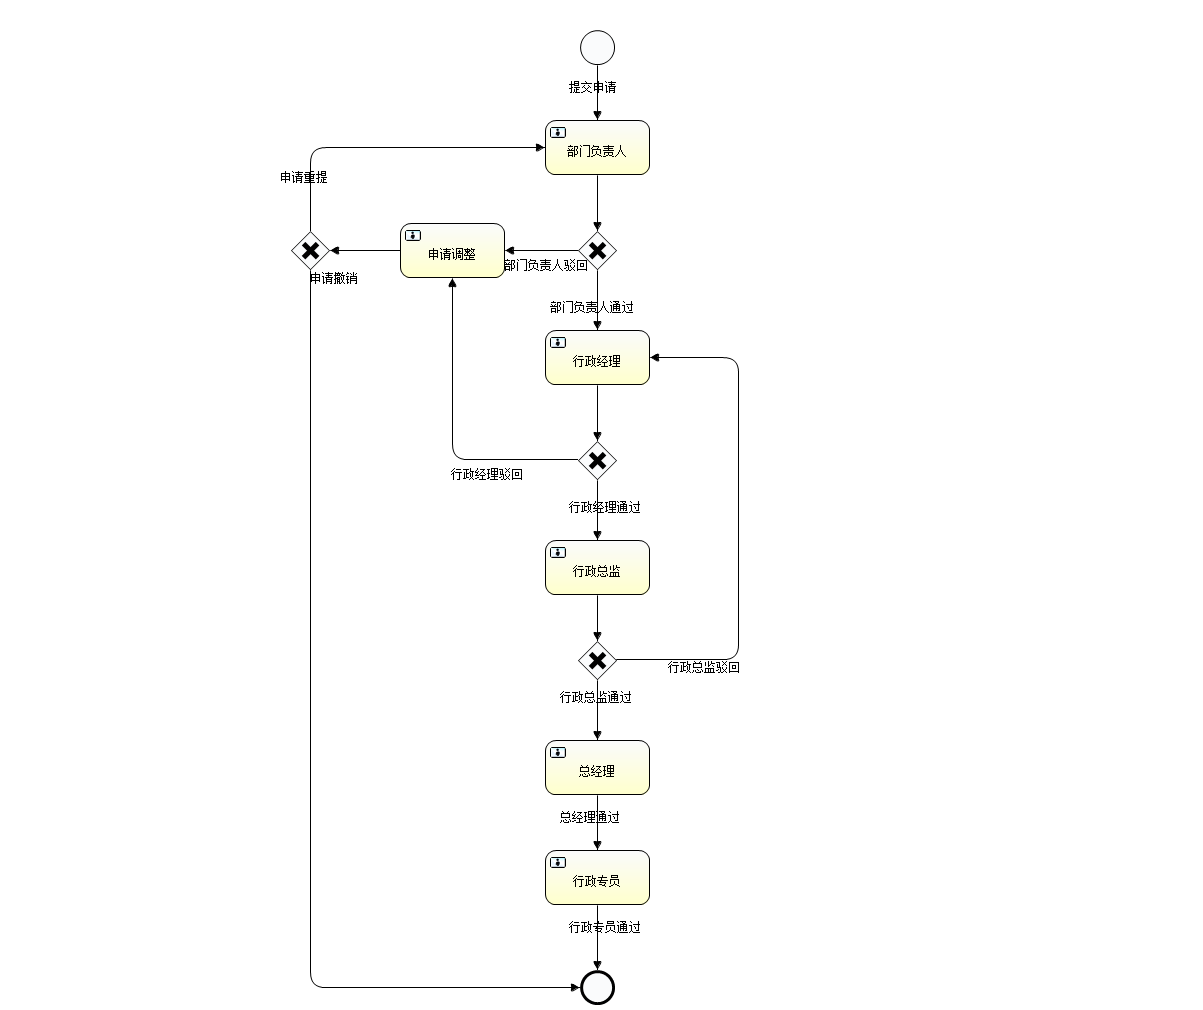 提交申请
部门负责人
申请重提
申请调整
部门负责人驳回
申请撤销
部门负责人通过
行政经理
行政经理驳回
行政经理通过
行政总监
行政总监驳回
行政总监通过
总经理
总经理通过
行政专员
行政专员通过